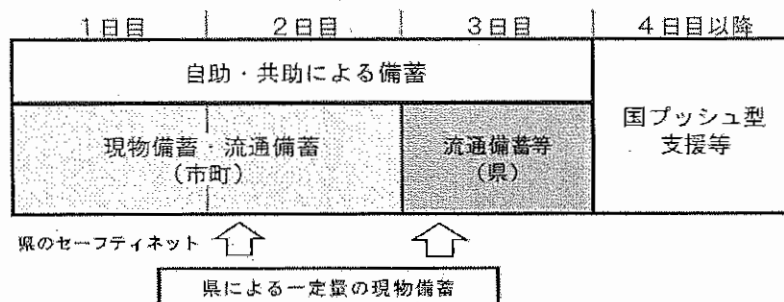 1日目 2日目 3日目 4日目以降
自助・共助による備蓄
現物備蓄・流通備蓄
(市町)
流通備蓄等
(県)
国プッシュ型
支援等
県のセーフティネット
県による一定量の現物備蓄